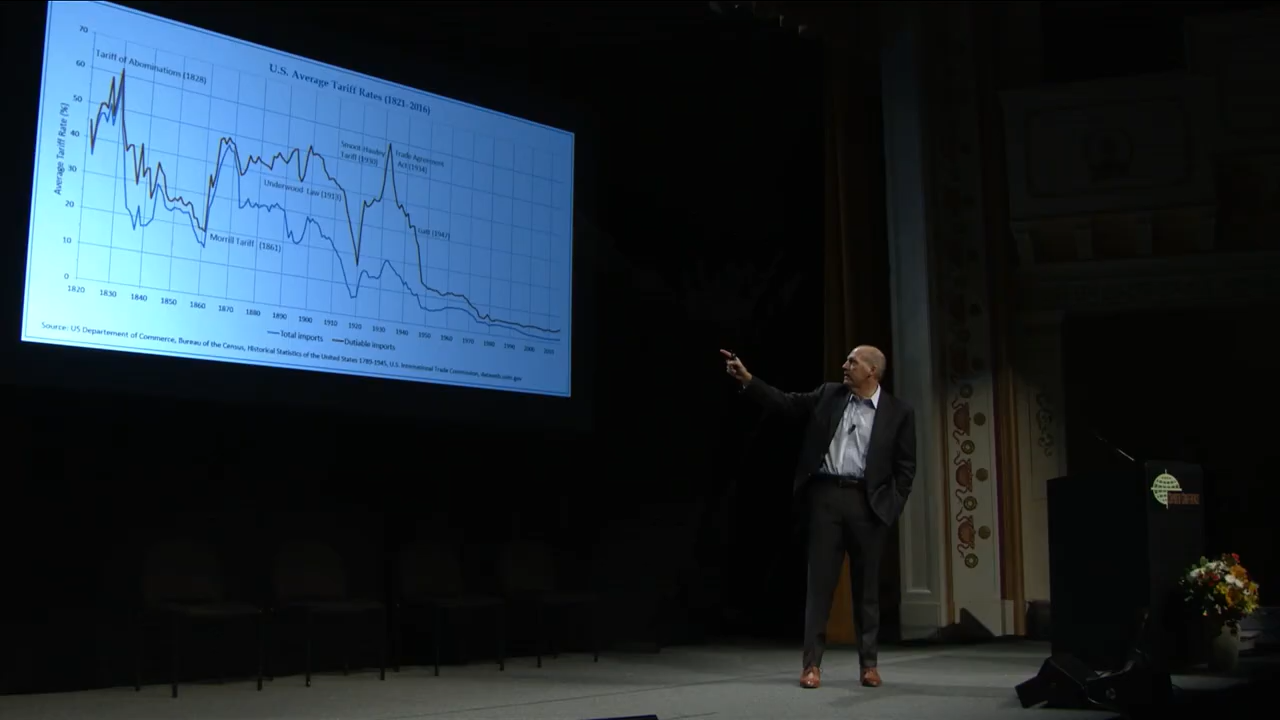 U.S. Average Tariff Rates (1821-2016)
70
60
50
40
30
20
10
0
Average Tariff Rate (%)
Tariff of Abominations (1828)
Morrill Tariff (1861)
Underwood Law (1913)
Smoot-Hawley
Tariff (1930)
Trade Agreement
Act (1934)
1820 1830 1840 1850 1860 1870 1880 1890 1900 1910 1920 1930 1940 1950 1960 1970 1980 1990 2000 2010
Total imports Dutiable imports
Source: US Departement of Commerce, Bureau of the Census, Historical Statistics of the United States 1789-1945, U.S. International Trade Commission, dataweb.usitc.gov